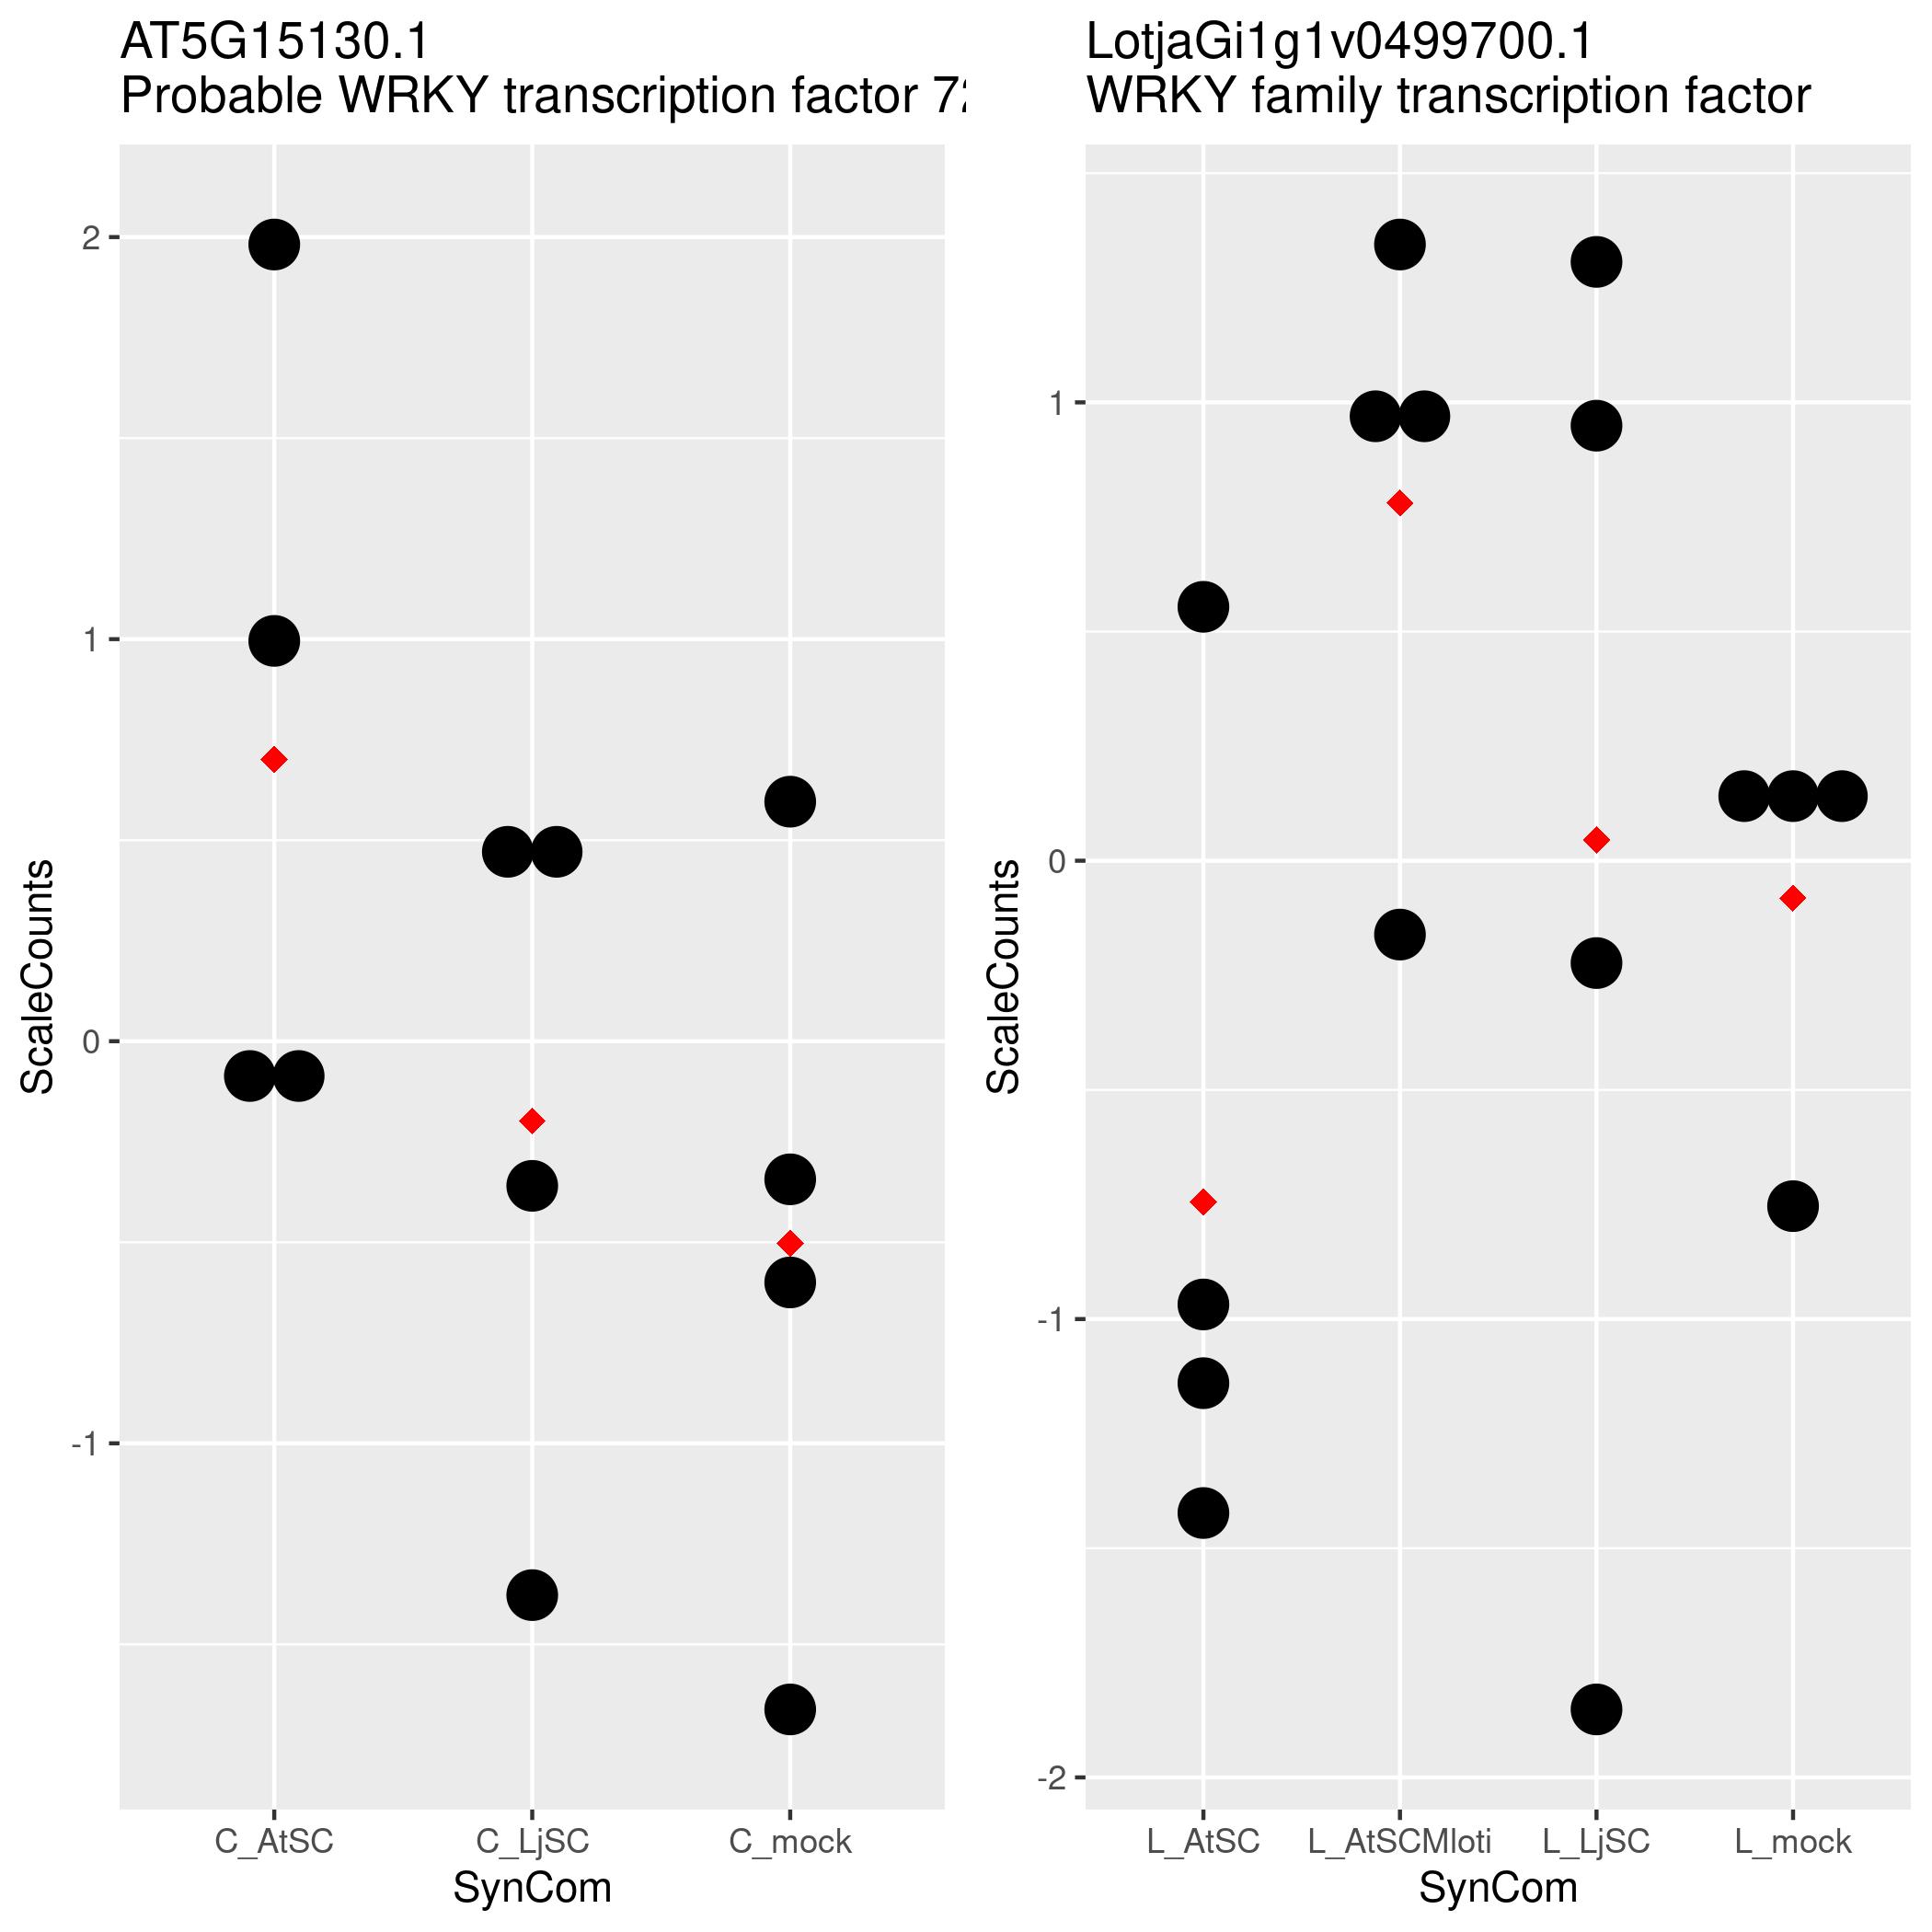 AT5G15130.1
Probable WRKY transcription factor
LotjaGi1g1v0499700.1
WRKY family transcription factor
ScaleCounts
2
1
0
-1
C_AtSC C_LjSC C_mock
SynCom
ScaleCounts
1
0
-1
-2
L_AtSC L_AtSCMloti L_LjSC L_mock
SynCom